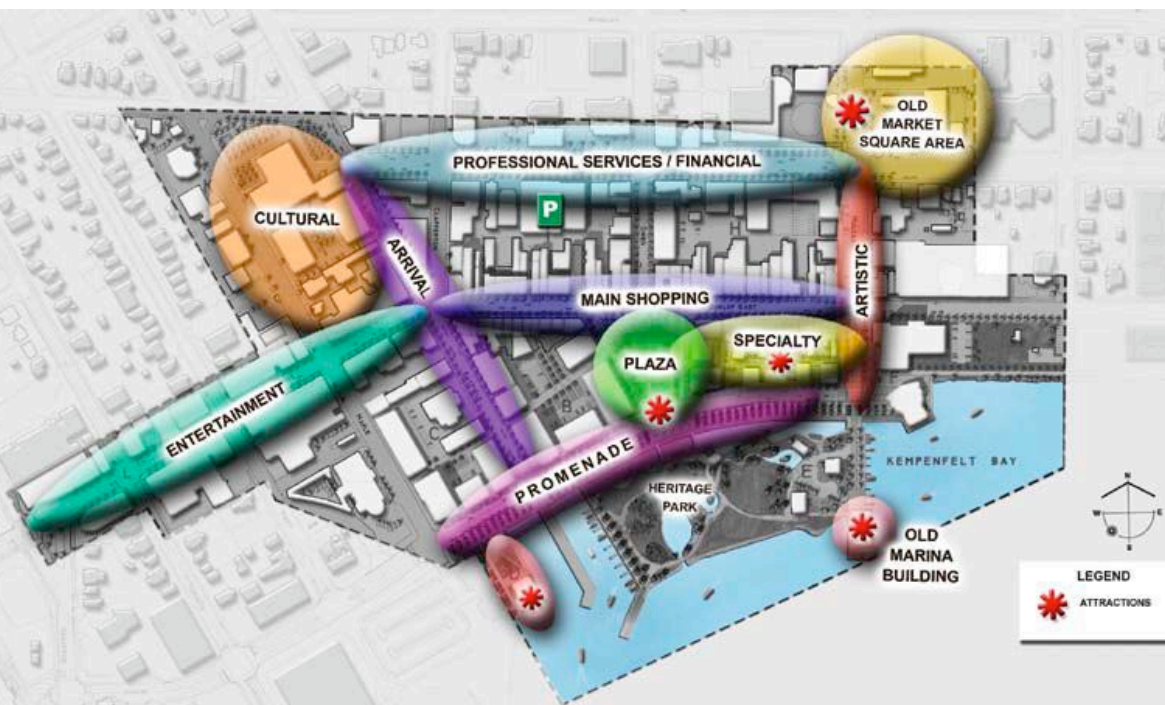 OLD
MARKET
SQUARE AREA
PROFESSIONAL SERVICES / FINANCIAL
P
CULTURAL
ARRIVAL
ARTISTIC
MAIN SHOPPING
SPECIALTY
PLAZA
ENTERTAINMENT
B
C
PROMENADE
KEMPENFELT BAY
E
HERITAGE
PARK
OLD
MARINA
BUILDING
N
W
E
S
LEGEND
ATTRACTIONS